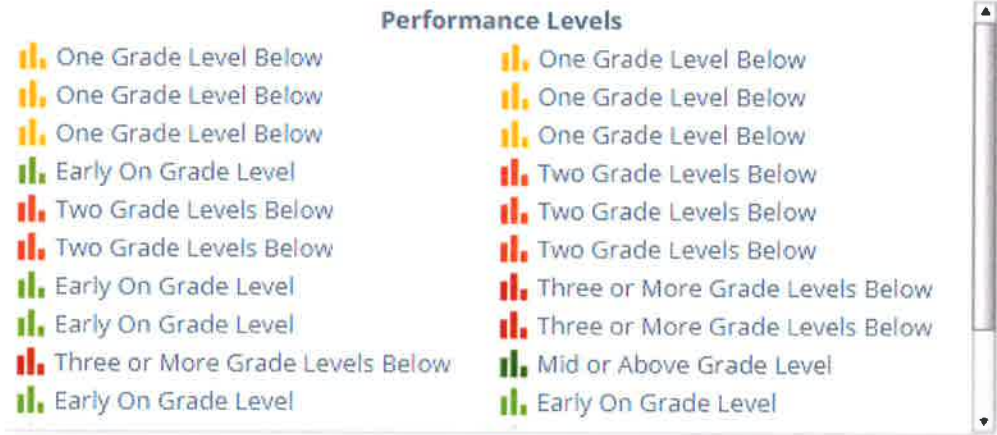 Performance Levels
One Grade Level Below One Grade Level Below
One Grade Level Below One Grade Level Below
One Grade Level Below One Grade Level Below
Early On Grade Level Two Grade Levels Below
Two Grade Levels Below Two Grade Levels Below
Two Grade Levels Below Two Grade Levels Below
Early On Grade Level Three or More Grade Levels Below
Early On Grade Level Three or More Grade Levels Below
Three or More Grade Levels Below Mid or Above Grade Level
Early On Grade Level Early On Grade Level